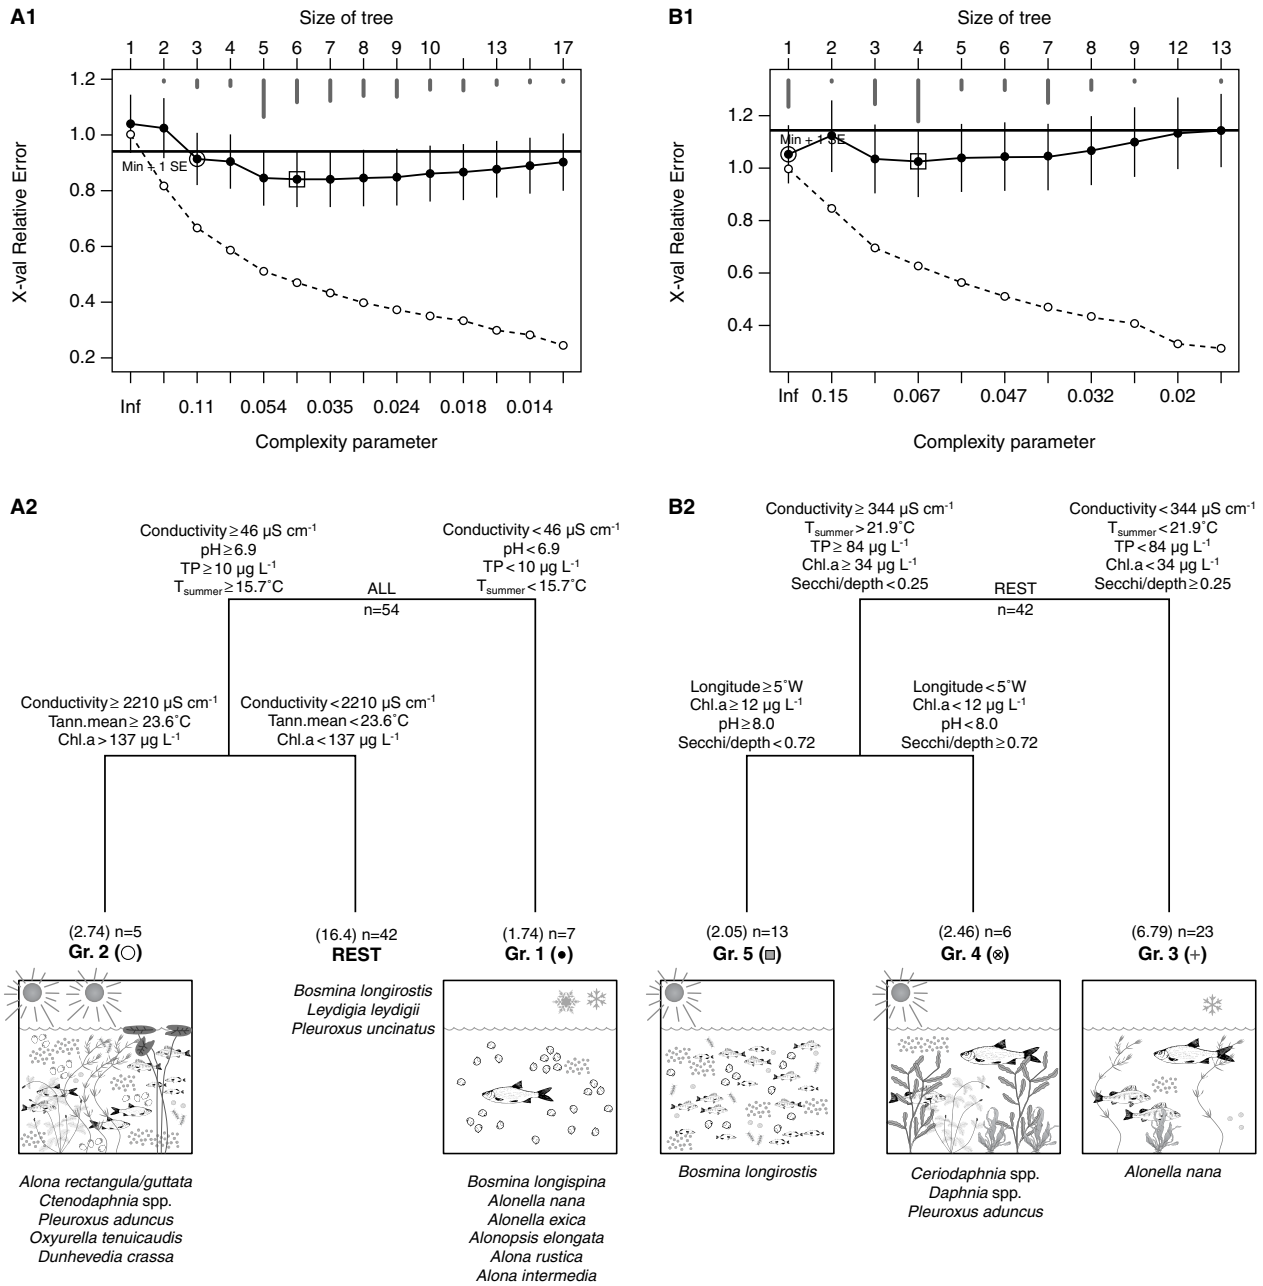 A1
Size of tree
1 2 3 4 5 6 7 8 9 10 13 17
1.2
1.0
0.8
0.6
0.4
0.2
X-val Relative Error
Min + 1 SE
Inf 0.11 0.054 0.035 0.024 0.018 0.014
Complexity parameter
B1
Size of tree
1 2 3 4 5 6 7 8 9 12 13
1.2
1.0
0.8
0.6
0.4
X-val Relative Error
Min + 1 SE
Inf 0.15 0.067 0.047 0.032 0.02
Complexity parameter
A2
Conductivity ≥ 46 µS cm⁻¹
pH ≥ 6.9
TP ≥ 10 µg L⁻¹
Tsummer ≥ 15.7˚C
Conductivity < 46 µS cm⁻¹
pH < 6.9
TP < 10 µg L⁻¹
Tsummer < 15.7˚C
ALL
n=54
Conductivity ≥ 2210 µS cm⁻¹
Tann.mean ≥ 23.6˚C
Chl.a > 137 µg L⁻¹
Conductivity < 2210 µS cm⁻¹
Tann.mean < 23.6˚C
Chl.a < 137 µg L⁻¹
(2.74) n=5
Gr. 2 (○)
(16.4) n=42
REST
(1.74) n=7
Gr. 1 (●)
Bosmina longirostis
Leydigia leydigii
Pleuroxus uncinatus
Alona rectangula/guttata
Ctenodaphnia spp.
Pleuroxus aduncus
Oxyurella tenuicaudis
Dunhevedia crassa
Bosmina longispina
Alonella nana
Alonella exica
Alonopsis elongata
Alona rustica
Alona intermedia
B2
Conductivity ≥ 344 µS cm⁻¹
Tsummer > 21.9˚C
TP ≥ 84 µg L⁻¹
Chl.a ≥ 34 µg L⁻¹
Secchi/depth < 0.25
Conductivity < 344 µS cm⁻¹
Tsummer < 21.9˚C
TP < 84 µg L⁻¹
Chl.a < 34 µg L⁻¹
Secchi/depth ≥ 0.25
REST
n=42
Longitude ≥ 5˚W
Chl.a ≥ 12 µg L⁻¹
pH ≥ 8.0
Secchi/depth < 0.72
Longitude < 5˚W
Chl.a < 12 µg L⁻¹
pH < 8.0
Secchi/depth ≥ 0.72
(2.05) n=13
Gr. 5 (□)
(2.46) n=6
Gr. 4 (⊗)
(6.79) n=23
Gr. 3 (+)
Bosmina longirostis
Ceriodaphnia spp.
Daphnia spp.
Pleuroxus aduncus
Alonella nana